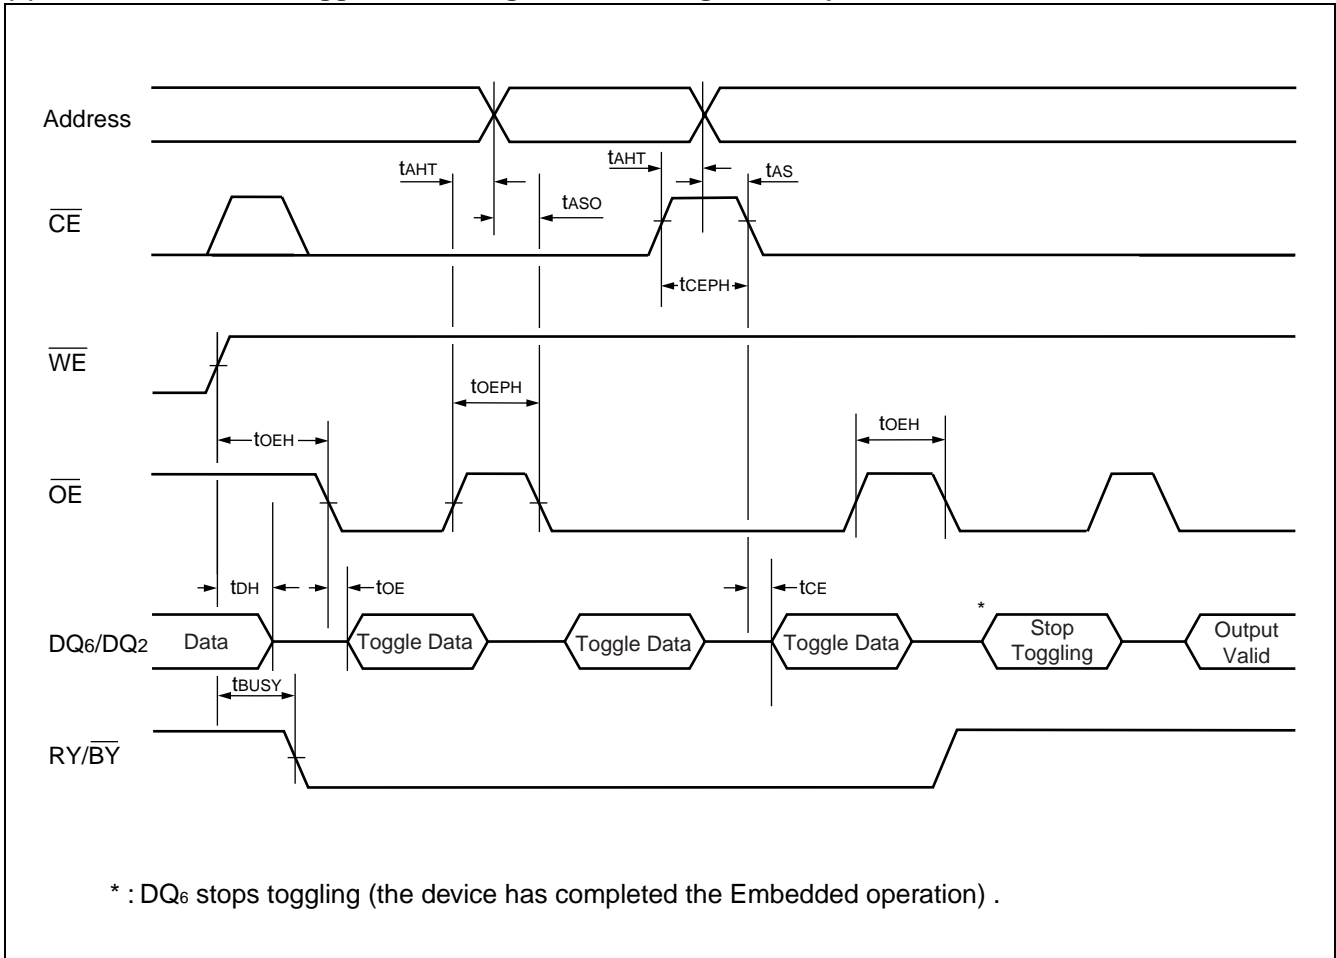 Address
tAHT
tAHT
tAS
tASO
CE
tCEPH
WE
tOEPH
tOEH
tOEH
OE
tDH
tOE
tCE
DQ6/DQ2
Data
Toggle Data
Toggle Data
Toggle Data
*
Stop
Toggling
Output
Valid
tBUSY
RY/BY
* : DQ6 stops toggling (the device has completed the Embedded operation) .